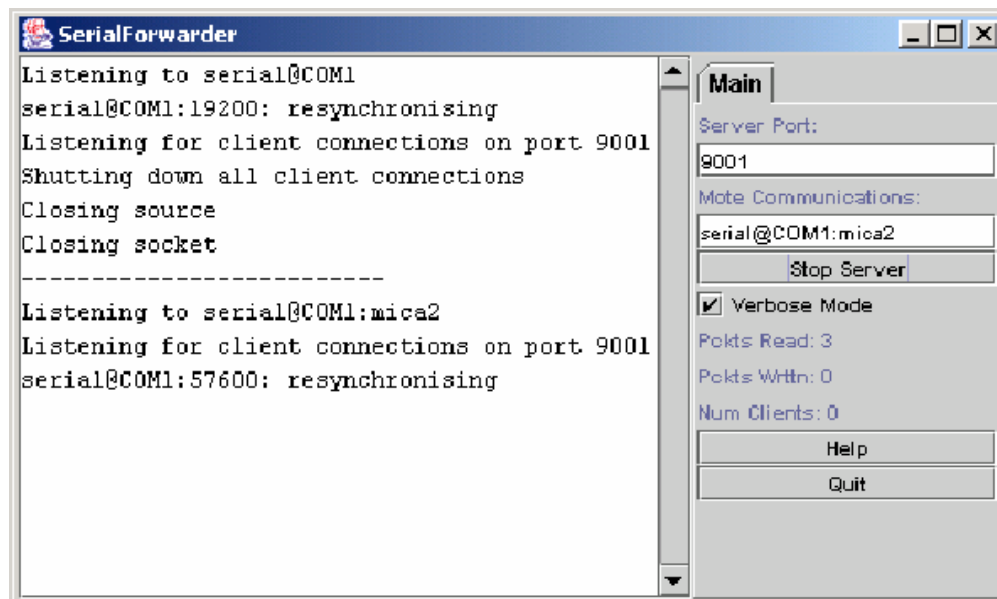 SerialForwarder
Listening to serial@COM1
serial@COM1:19200: resynchronising
Listening for client connections on port 9001
Shutting down all client connections
Closing source
Closing socket
--------------------------
Listening to serial@COM1:mica2
Listening for client connections on port 9001
serial@COM1:57600: resynchronising
Main
Server Port:
9001
Mote Communications:
serial@COM1:mica2
Stop Server
Verbose Mode
Pckts Read: 3
Pckts Wrttn: 0
Num Clients: 0
Help
Quit